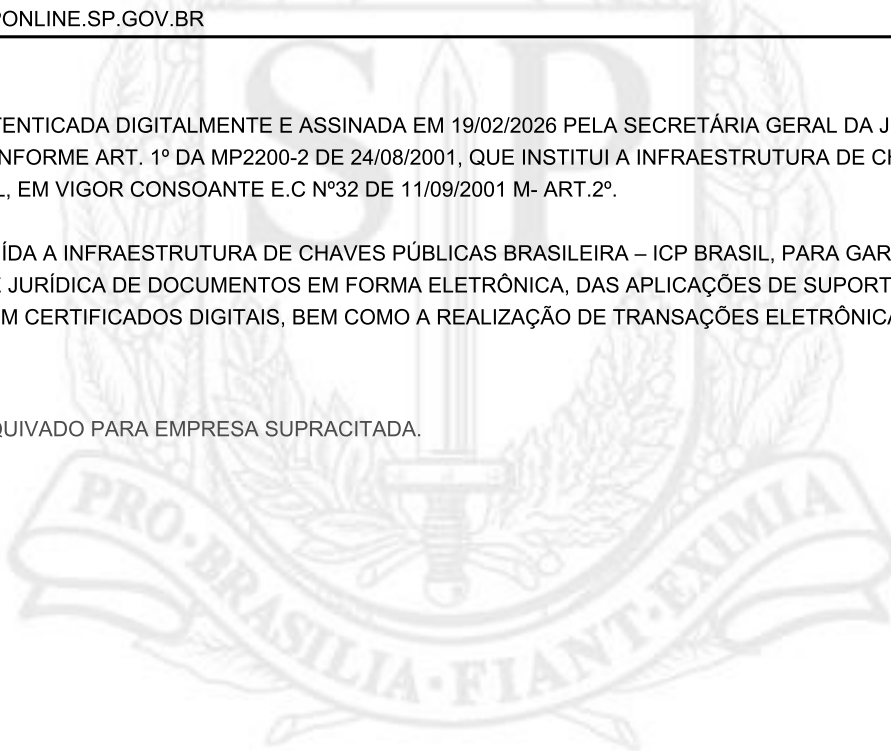 PONLINE.SP.GOV.BR
TENTICADA DIGITALMENTE E ASSINADA EM 19/02/2026 PELA SECRETÁRIA GERAL DA J
NFORME ART. 1º DA MP2200-2 DE 24/08/2001, QUE INSTITUI A INFRAESTRUTURA DE CH
L, EM VIGOR CONSOANTE E.C Nº32 DE 11/09/2001 M- ART.2º.
ÍDA A INFRAESTRUTURA DE CHAVES PÚBLICAS BRASILEIRA – ICP BRASIL, PARA GAR
E JURÍDICA DE DOCUMENTOS EM FORMA ELETRÔNICA, DAS APLICAÇÕES DE SUPORT
M CERTIFICADOS DIGITAIS, BEM COMO A REALIZAÇÃO DE TRANSAÇÕES ELETRÔNICA
QUIVADO PARA EMPRESA SUPRACITADA.
SP
PRO·BRASILIA·FIANT·EXIMIA